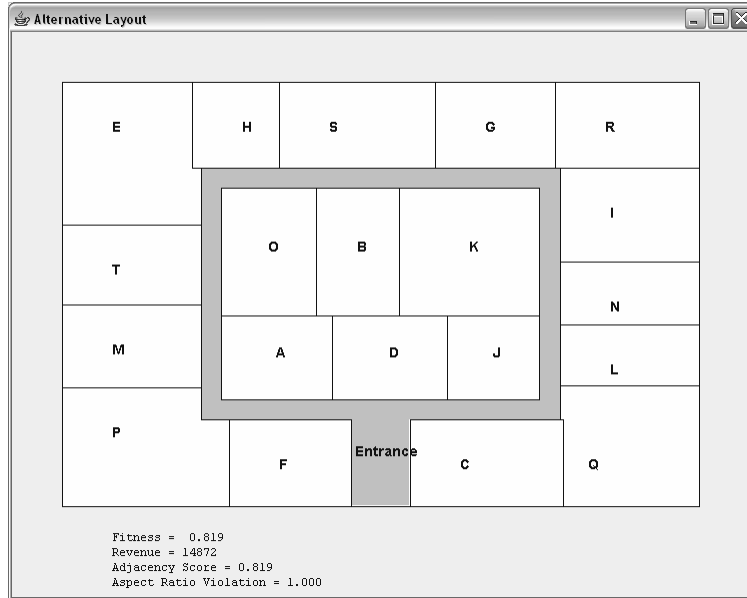 Alternative Layout
E H S G R
I
O B K
T
N
M A D J
L
P
Entrance
F C Q
Fitness = 0.819
Revenue = 14872
Adjacency Score = 0.819
Aspect Ratio Violation = 1.000